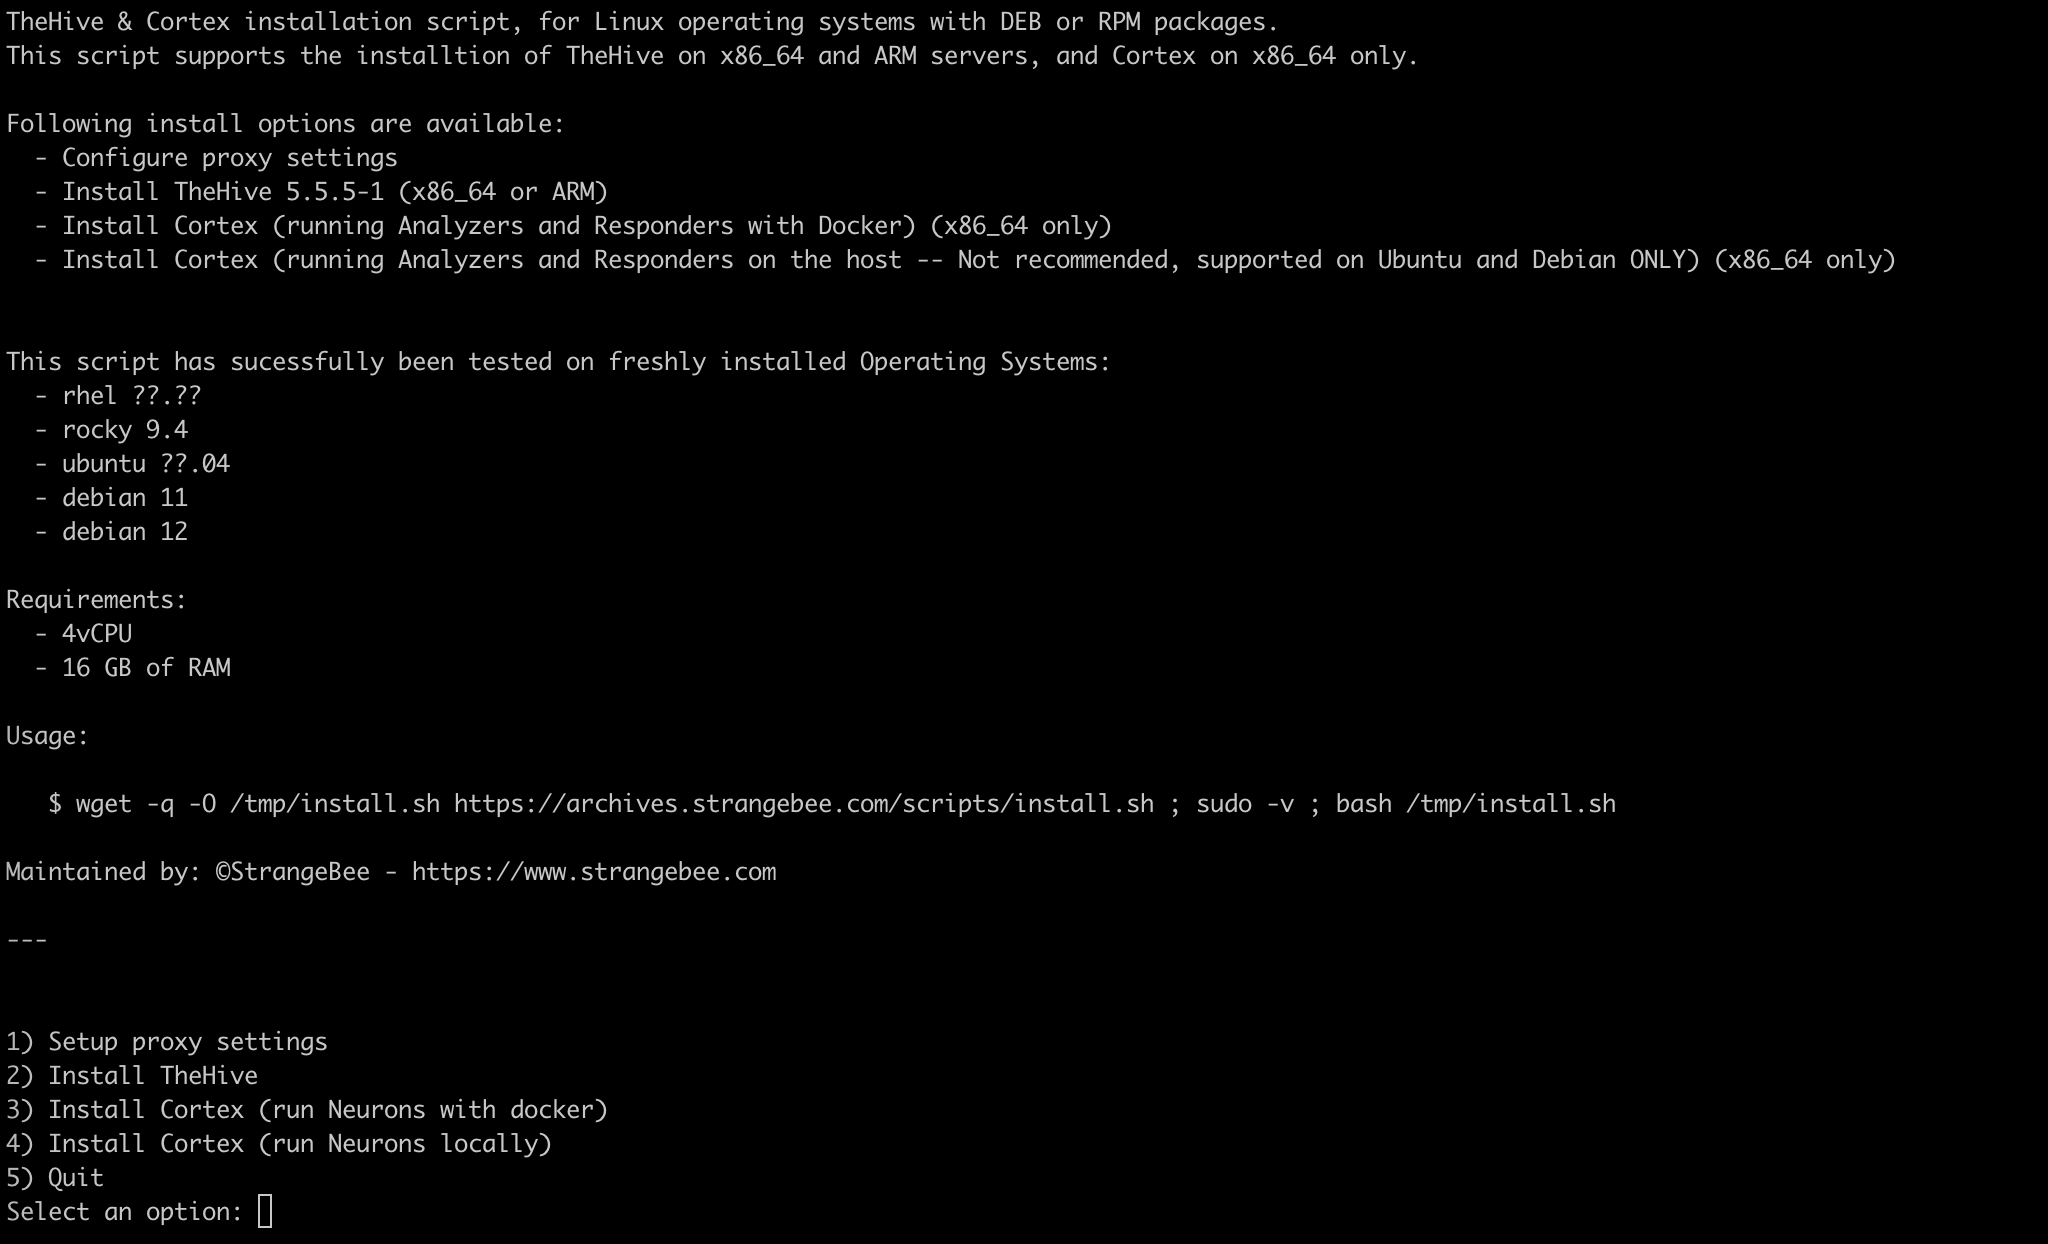 TheHive & Cortex installation script, for Linux operating systems with DEB or RPM packages.
This script supports the installtion of TheHive on x86_64 and ARM servers, and Cortex on x86_64 only.
Following install options are available:
- Configure proxy settings
- Install TheHive 5.5.5-1 (x86_64 or ARM)
- Install Cortex (running Analyzers and Responders with Docker) (x86_64 only)
- Install Cortex (running Analyzers and Responders on the host -- Not recommended, supported on Ubuntu and Debian ONLY) (x86_64 only)
This script has sucessfully been tested on freshly installed Operating Systems:
- rhel ??.??
- rocky 9.4
- ubuntu ??.04
- debian 11
- debian 12
Requirements:
- 4vCPU
- 16 GB of RAM
Usage:
$ wget -q -O /tmp/install.sh https://archives.strangebee.com/scripts/install.sh ; sudo -v ; bash /tmp/install.sh
Maintained by: ©StrangeBee - https://www.strangebee.com
---
1) Setup proxy settings
2) Install TheHive
3) Install Cortex (run Neurons with docker)
4) Install Cortex (run Neurons locally)
5) Quit
Select an option: